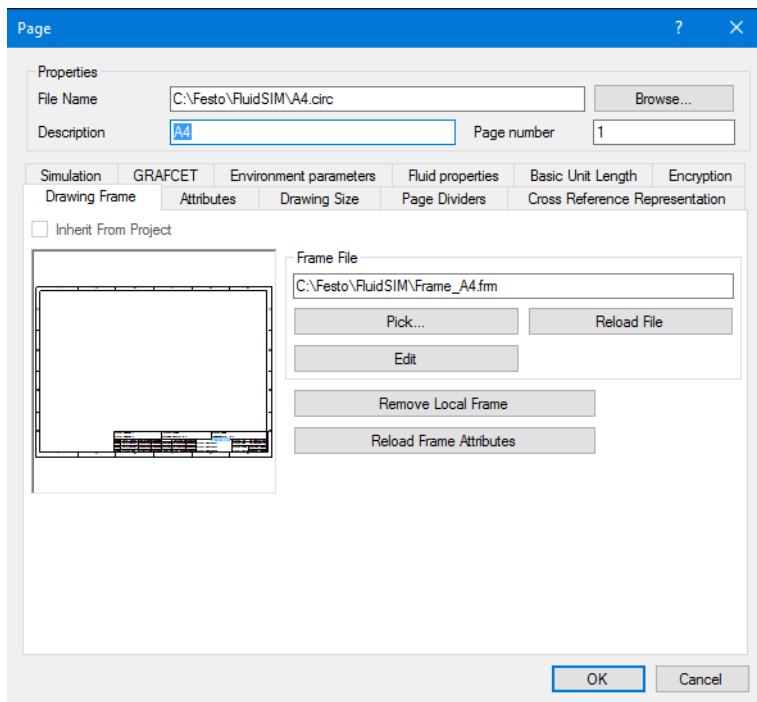 Page
Properties
File Name C:\Festo\FluidSIM\A4.circ Browse...
Description A4 Page number 1
Simulation GRAFCET Environment parameters Fluid properties Basic Unit Length Encryption
Drawing Frame Attributes Drawing Size Page Dividers Cross Reference Representation
Inherit From Project
Frame File
C:\Festo\FluidSIM\Frame_A4.frm
Pick... Reload File
Edit
Remove Local Frame
Reload Frame Attributes
OK Cancel